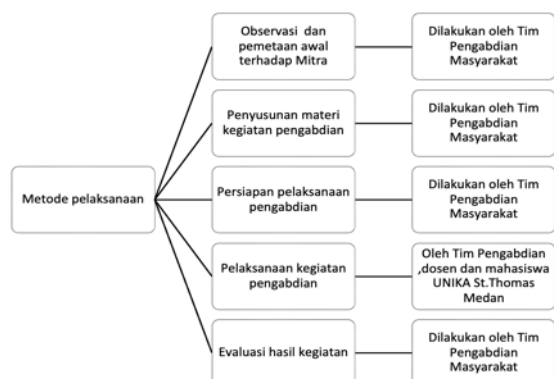 Observasi dan
pemetaan awal
terhadap Mitra
Dilakukan oleh Tim
Pengabdian
Masyarakat
Penyusunan materi
kegiatan pengabdian
Dilakukan oleh Tim
Pengabdian
Masyarakat
Metode pelaksanaan
Persiapan pelaksanaan
pengabdian
Dilakukan oleh Tim
Pengabdian
Masyarakat
Pelaksanaan kegiatan
pengabdian
Oleh Tim Pengabdian
,dosen dan mahasiswa
UNIKA St.Thomas
Medan
Evaluasi hasil kegiatan
Dilakukan oleh Tim
Pengabdian
Masyarakat